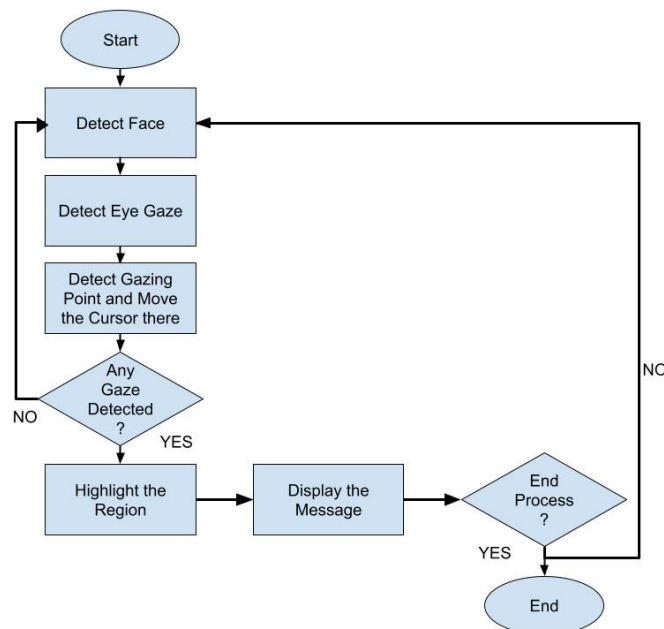 Start
Detect Face
Detect Eye Gaze
Detect Gazing
Point and Move
the Cursor there
Any
Gaze
Detected
?
NO
YES
Highlight the
Region
Display the
Message
End
Process
?
NO
YES
End